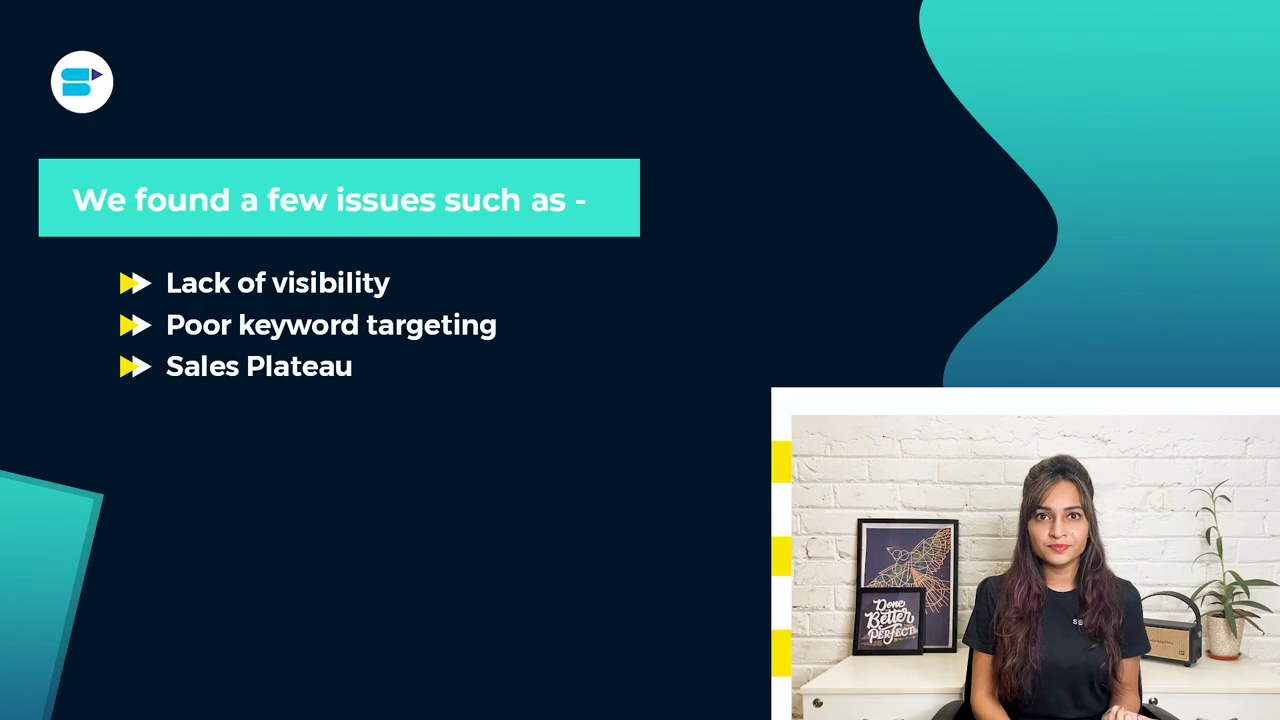 We found a few issues such as -
Lack of visibility
Poor keyword targeting
Sales Plateau
Done
Better
PERFECT